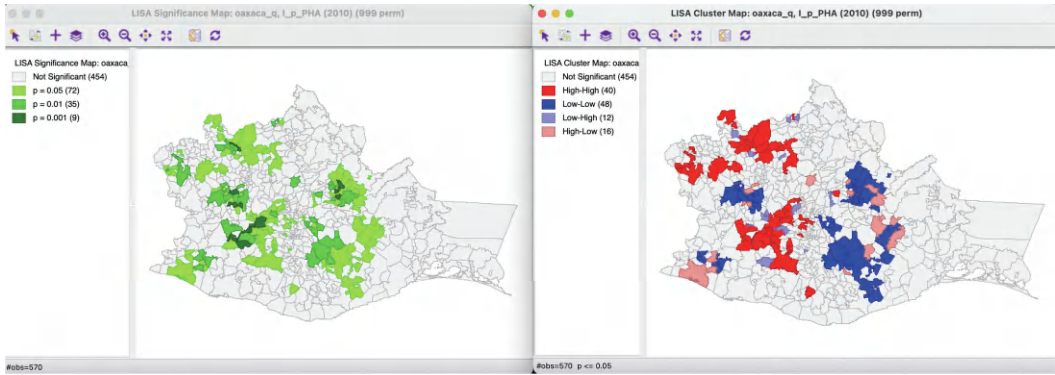 LISA Significance Map: oaxaca_q, I_p_PHA (2010) (999 perm)
LISA Significance Map: oaxaca_
Not Significant (454)
p = 0.05 (72)
p = 0.01 (35)
p = 0.001 (9)
#obs=570
LISA Cluster Map: oaxaca_q, I_p_PHA (2010) (999 perm)
LISA Cluster Map: oaxac
Not Significant (454)
High-High (40)
Low-Low (48)
Low-High (12)
High-Low (16)
#obs=570 p <= 0.05